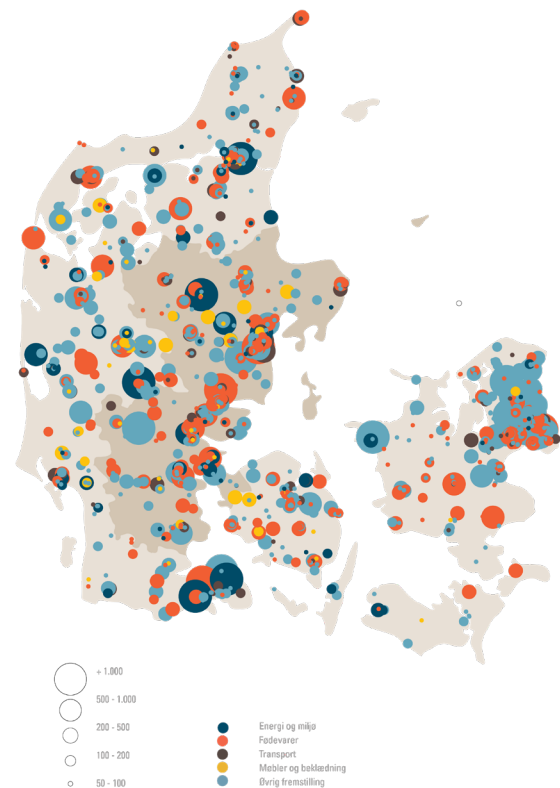 + 1.000
500 - 1.000
200 - 500
100 - 200
50 - 100
Energi og miljø
Fødevarer
Transport
Møbler og beklædning
Øvrig fremstilling